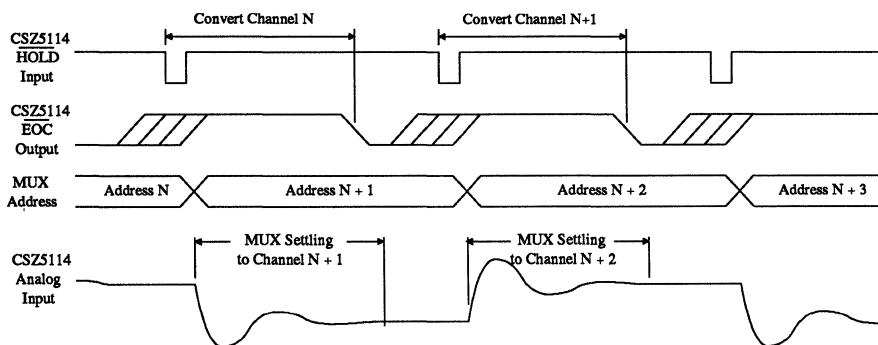 Convert Channel N
Convert Channel N+1
CSZ5114
HOLD
Input
CSZ5114
EOC
Output
MUX
Address
Address N
Address N + 1
Address N + 2
Address N + 3
MUX Settling
to Channel N + 1
MUX Settling
to Channel N + 2
CSZ5114
Analog
Input